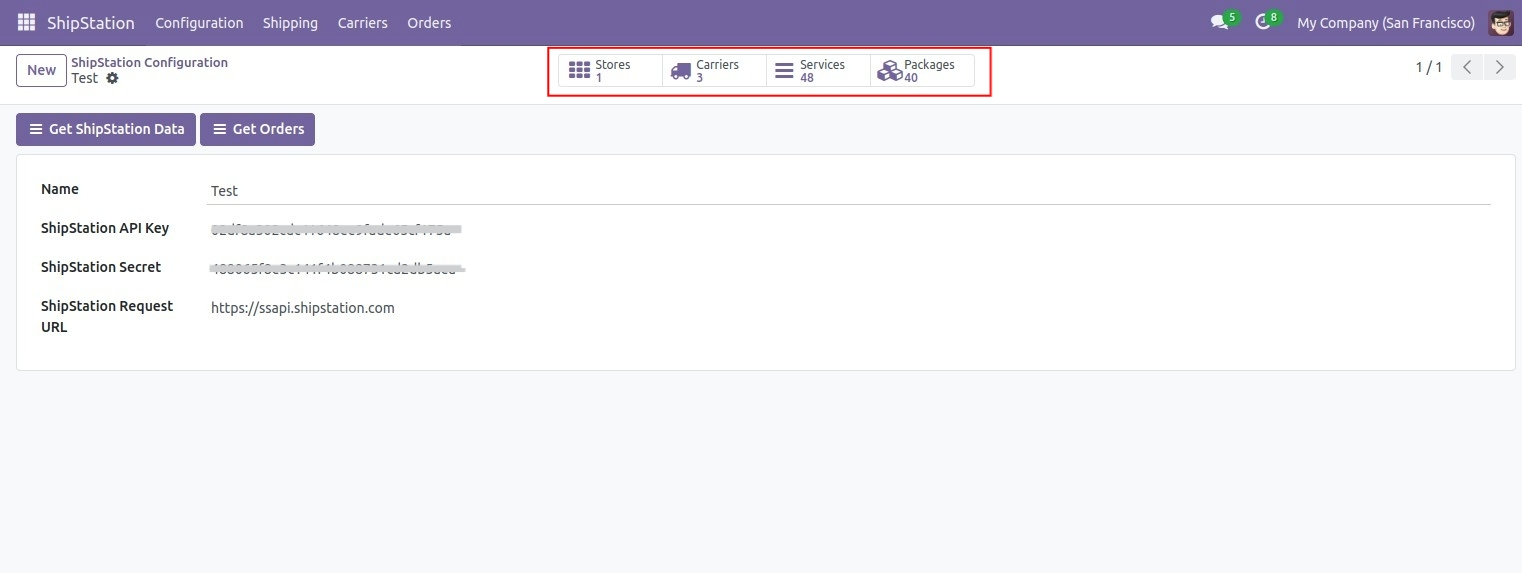 ShipStation Configuration Shipping Carriers Orders 5 8 My Company (San Francisco)
New ShipStation Configuration
Test
Stores 1
Carriers 3
Services 48
Packages 40
1 / 1
Get ShipStation Data Get Orders
Name Test
ShipStation API Key
ShipStation Secret
ShipStation Request URL https://ssapi.shipstation.com